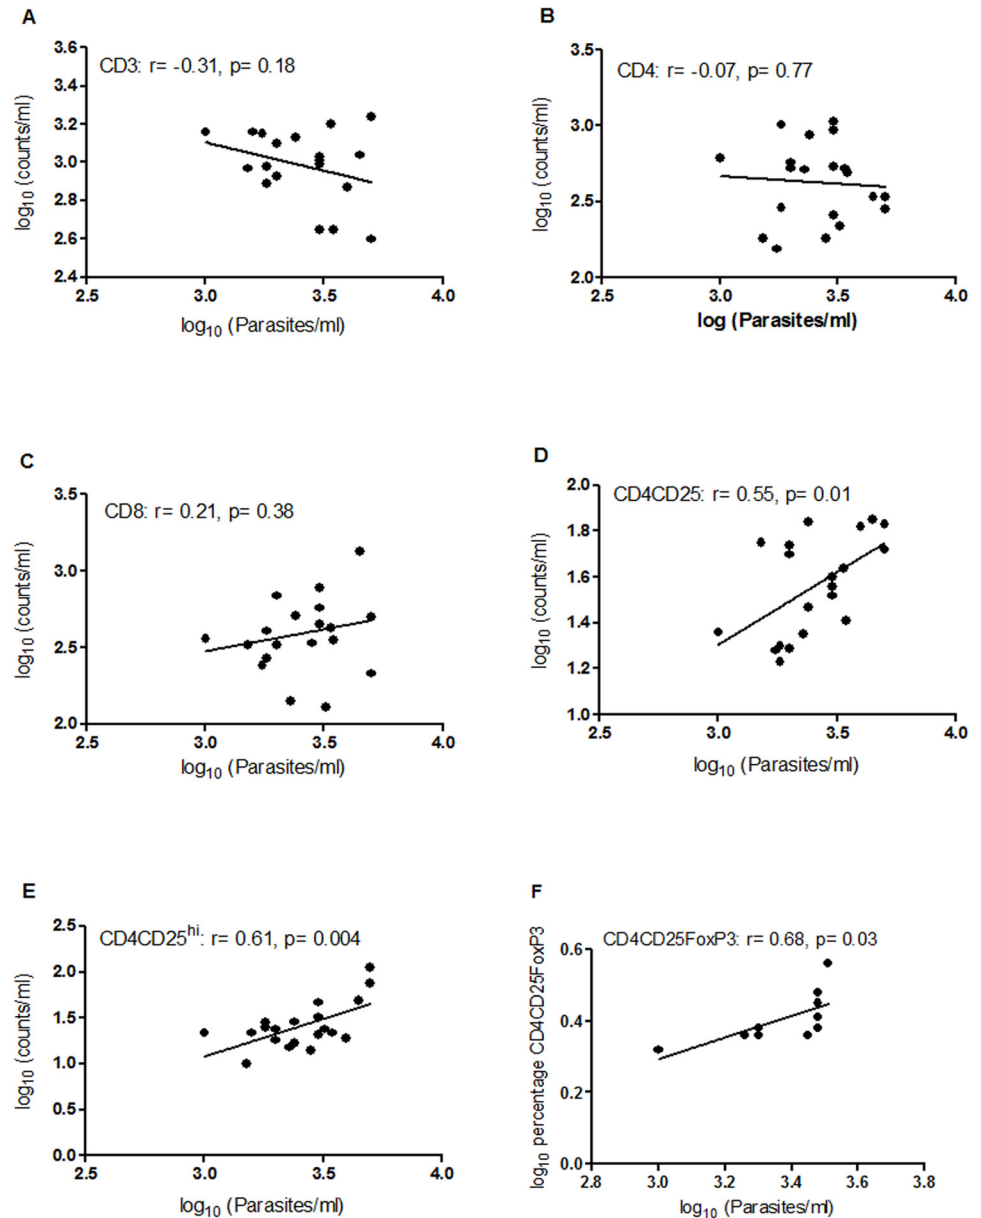 A
CD3: r= -0.31, p= 0.18
log10 (counts/ml)
3.6
3.2
2.8
2.4
2.5
3.0
3.5
4.0
log10 (Parasites/ml)
B
CD4: r= -0.07, p= 0.77
log10 (counts/ml)
3.5
3.0
2.5
2.0
2.5
3.0
3.5
4.0
log (Parasites/ml)
C
CD8: r= 0.21, p= 0.38
log10 (counts/ml)
3.5
3.0
2.5
2.0
2.5
3.0
3.5
4.0
log10 (Parasites/ml)
D
CD4CD25: r= 0.55, p= 0.01
log10 (counts/ml)
2.0
1.8
1.6
1.4
1.2
1.0
2.5
3.0
3.5
4.0
log10 (Parasites/ml)
E
CD4CD25hi: r= 0.61, p= 0.004
log10 (counts/ml)
2.5
2.0
1.5
1.0
0.5
0.0
2.5
3.0
3.5
4.0
log10 (Parasites/ml)
F
CD4CD25FoxP3: r= 0.68, p= 0.03
log10 percentage CD4CD25FoxP3
0.6
0.4
0.2
0.0
2.8
3.0
3.2
3.4
3.6
3.8
log10 (Parasites/ml)